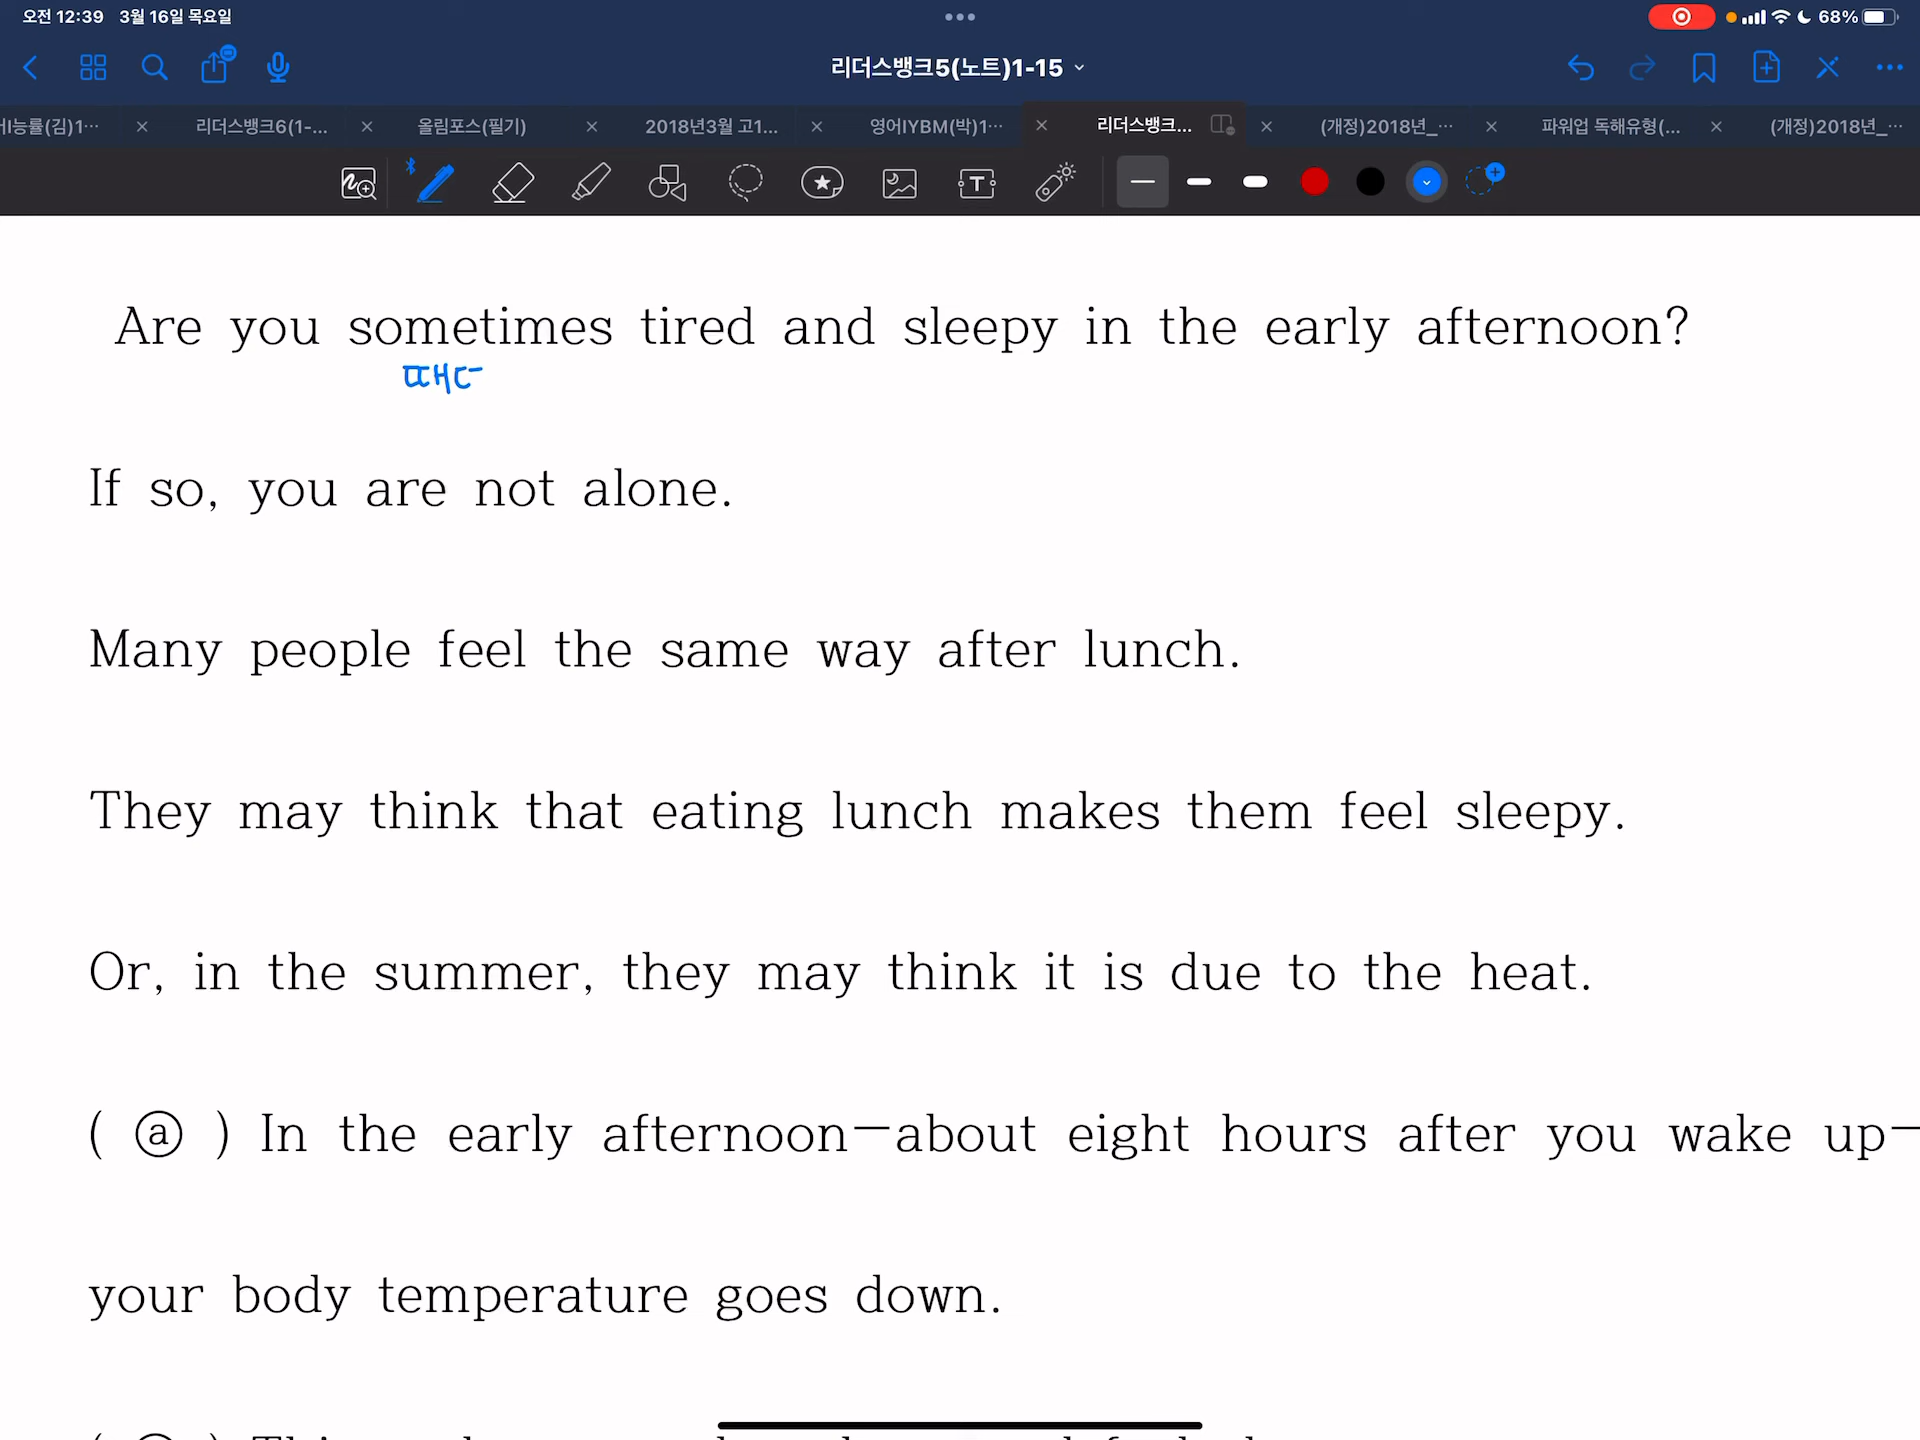 오전 12:39 3월 16일 목요일
68%
리더스뱅크5(노트)1-15
리더스뱅크6(1-...
올림포스(필기)
2018년3월 고1...
영어IYBM(박)1...
리더스뱅크...
(개정)2018년_...
파워업 독해유형(...
(개정)2018년_...
Are you sometimes tired and sleepy in the early afternoon?
If so, you are not alone.
Many people feel the same way after lunch.
They may think that eating lunch makes them feel sleepy.
Or, in the summer, they may think it is due to the heat.
( ⓐ ) In the early afternoon—about eight hours after you wake up—
your body temperature goes down.